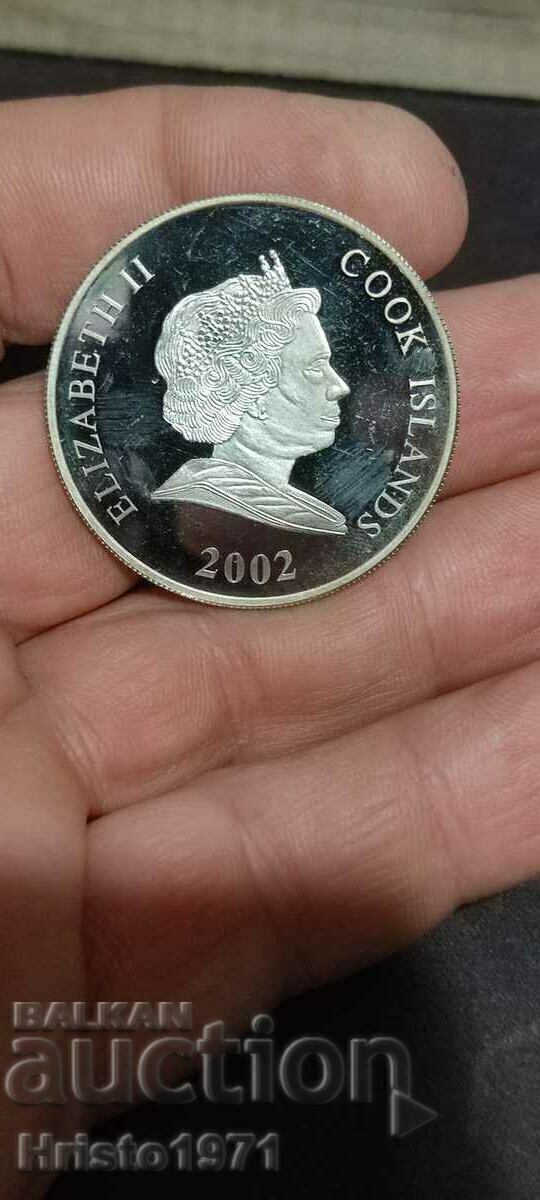 ELIZABETH II
COOK ISLANDS
2002
BALKAN
auction
Hristo1971